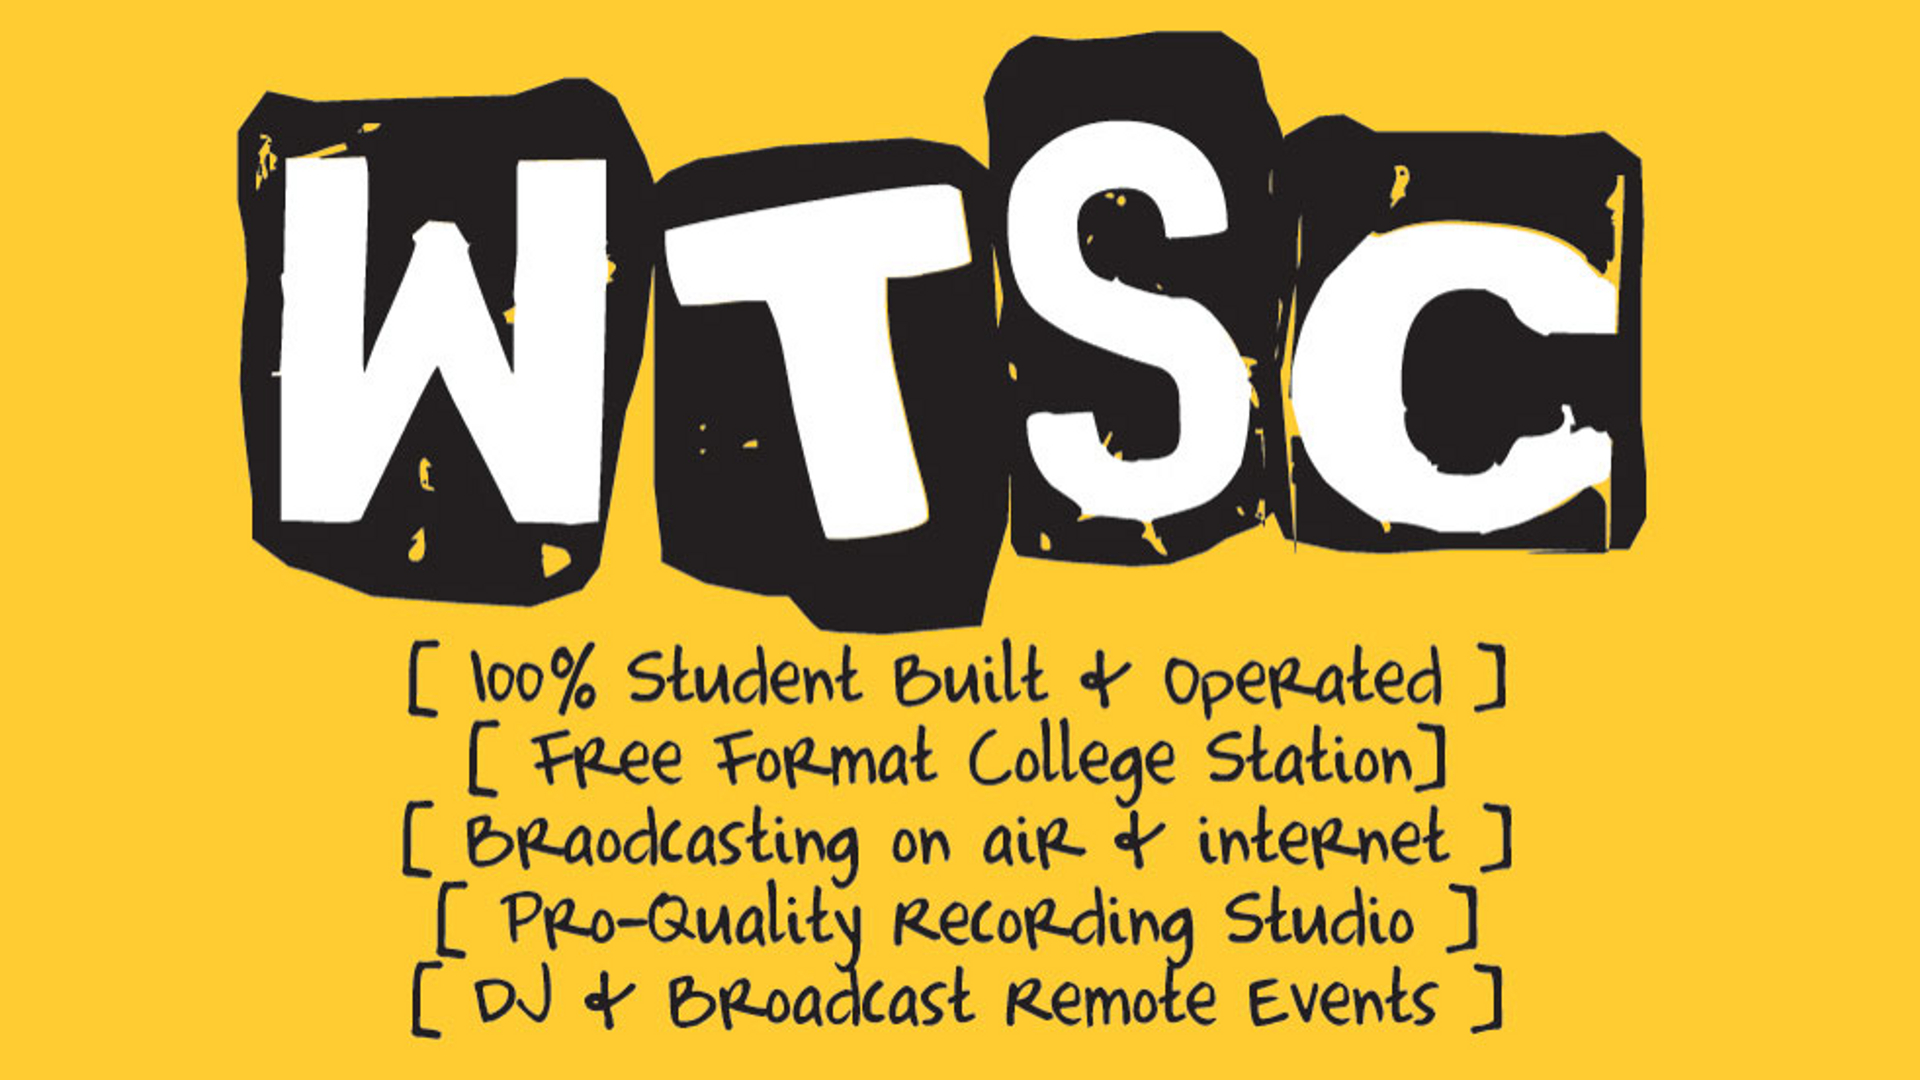 WTSC
[ 100% Student Built & Operated ]
[ Free Format College Station]
[ Braodcasting on air & internet ]
[ Pro-Quality Recording Studio ]
[ DJ & Broadcast Remote Events ]